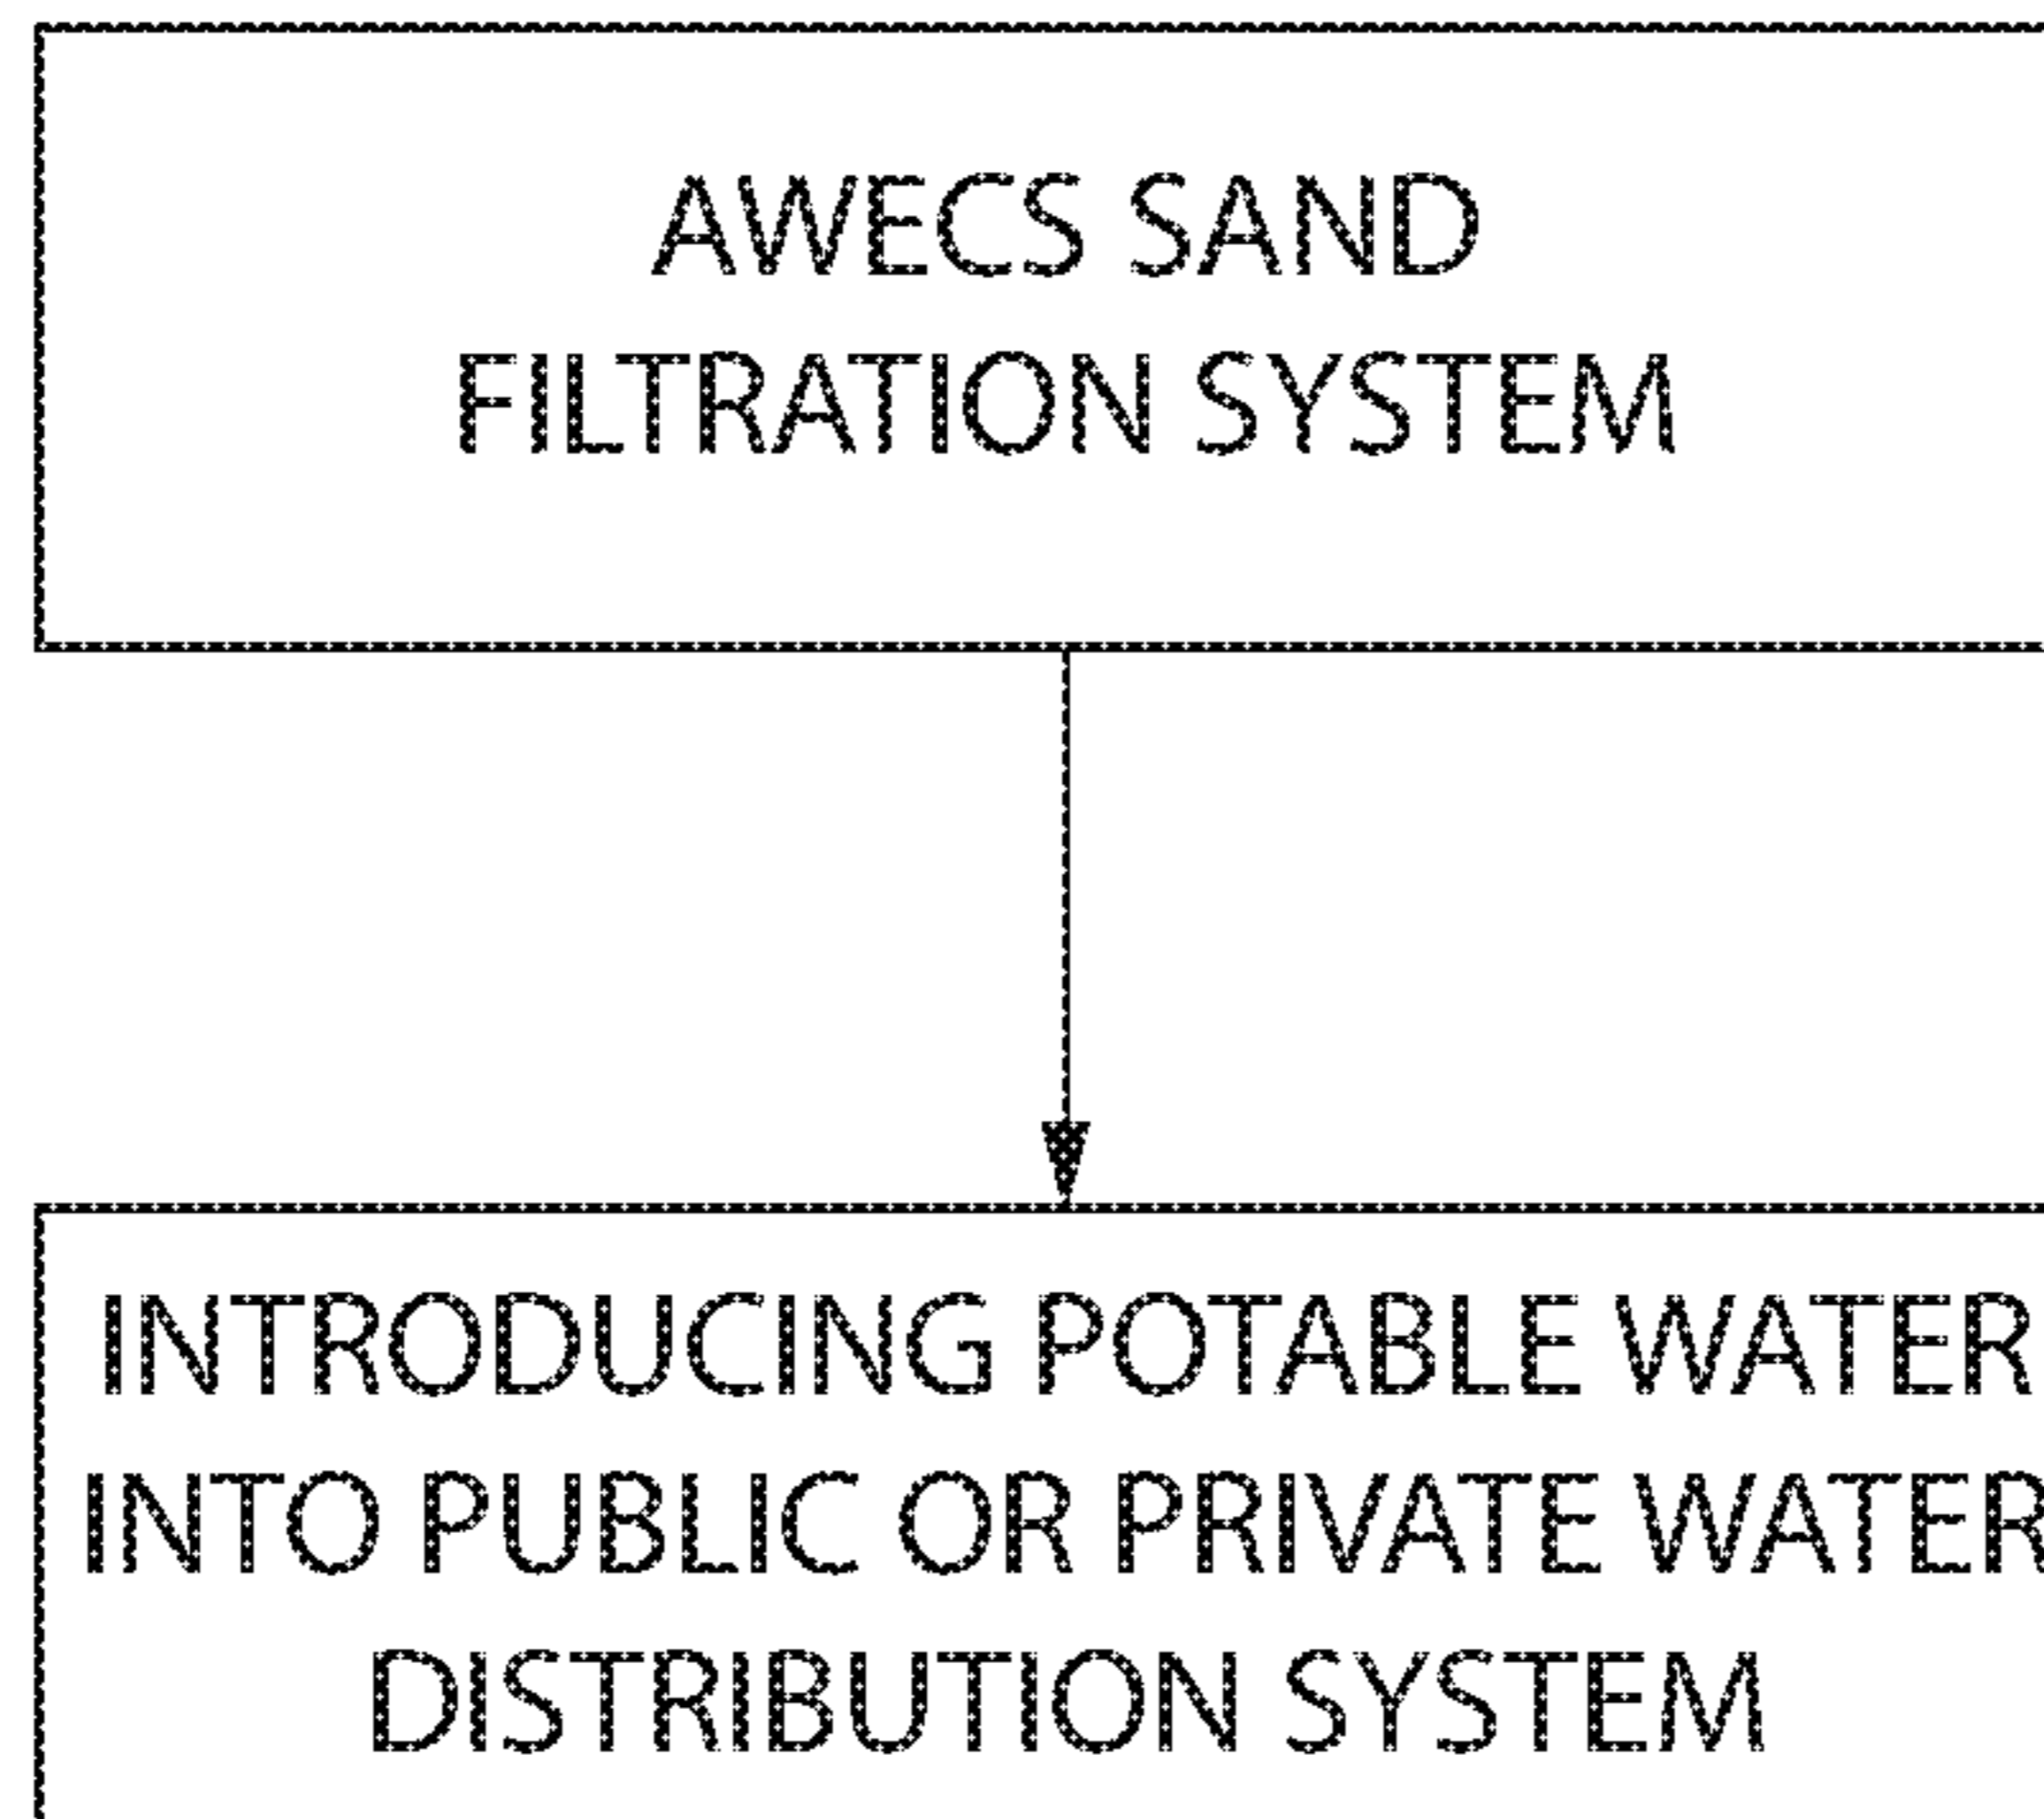 AWECS SAND
FILTRATION SYSTEM
INTRODUCING POTABLE WATER
INTO PUBLIC OR PRIVATE WATER
DISTRIBUTION SYSTEM